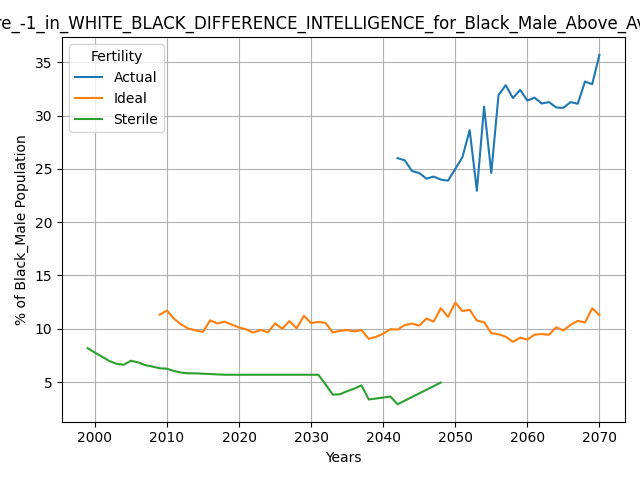 re_-1_in_WHITE_BLACK_DIFFERENCE_INTELLIGENCE_for_Black_Male_Above_Av
Fertility
Actual
Ideal
Sterile
% of Black_Male Population
35
30
25
20
15
10
5
2000 2010 2020 2030 2040 2050 2060 2070
Years